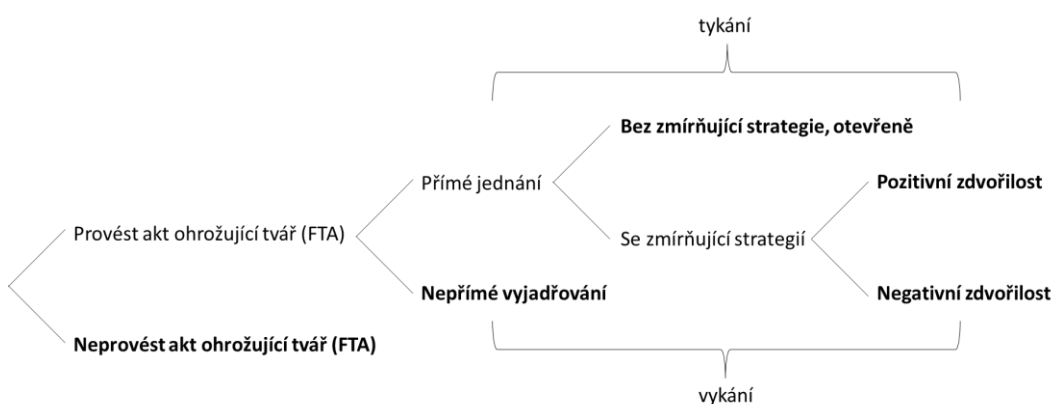 tykání
Bez zmírňující strategie, otevřeně
Přímé jednání
Pozitivní zdvořilost
Provést akt ohrožující tvář (FTA)
Se zmírňující strategií
Nepřímé vyjadřování
Negativní zdvořilost
Neprovést akt ohrožující tvář (FTA)
vykání